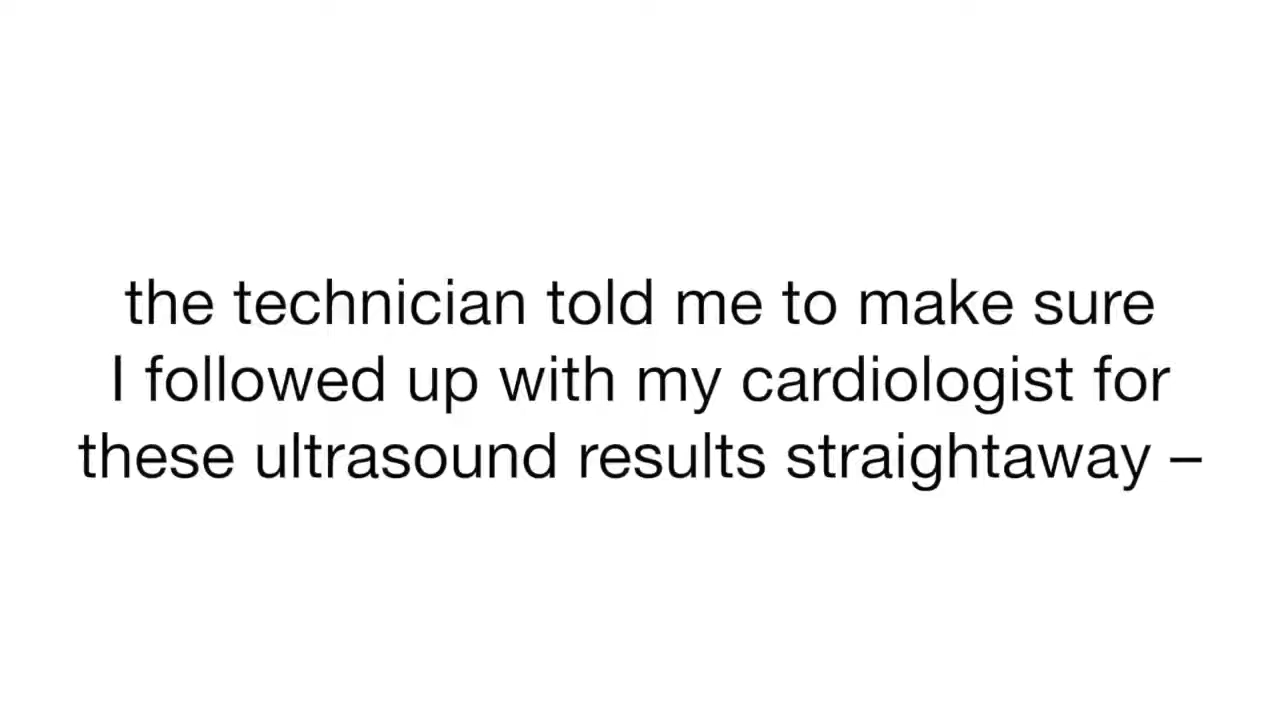 the technician told me to make sure
I followed up with my cardiologist for
these ultrasound results straightaway –